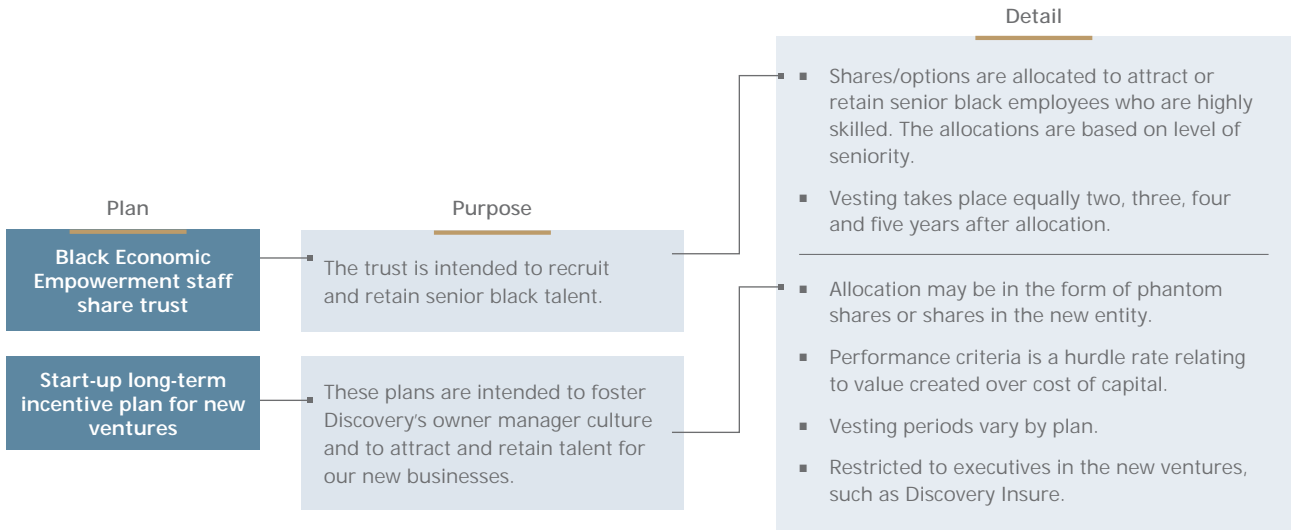 Plan
Black Economic
Empowerment staff
share trust
Start-up long-term
incentive plan for new
ventures
Purpose
The trust is intended to recruit
and retain senior black talent.
These plans are intended to foster
Discovery's owner manager culture
and to attract and retain talent for
our new businesses.
Detail
■ Shares/options are allocated to attract or
retain senior black employees who are highly
skilled. The allocations are based on level of
seniority.
■ Vesting takes place equally two, three, four
and five years after allocation.
■ Allocation may be in the form of phantom
shares or shares in the new entity.
■ Performance criteria is a hurdle rate relating
to value created over cost of capital.
■ Vesting periods vary by plan.
■ Restricted to executives in the new ventures,
such as Discovery Insure.